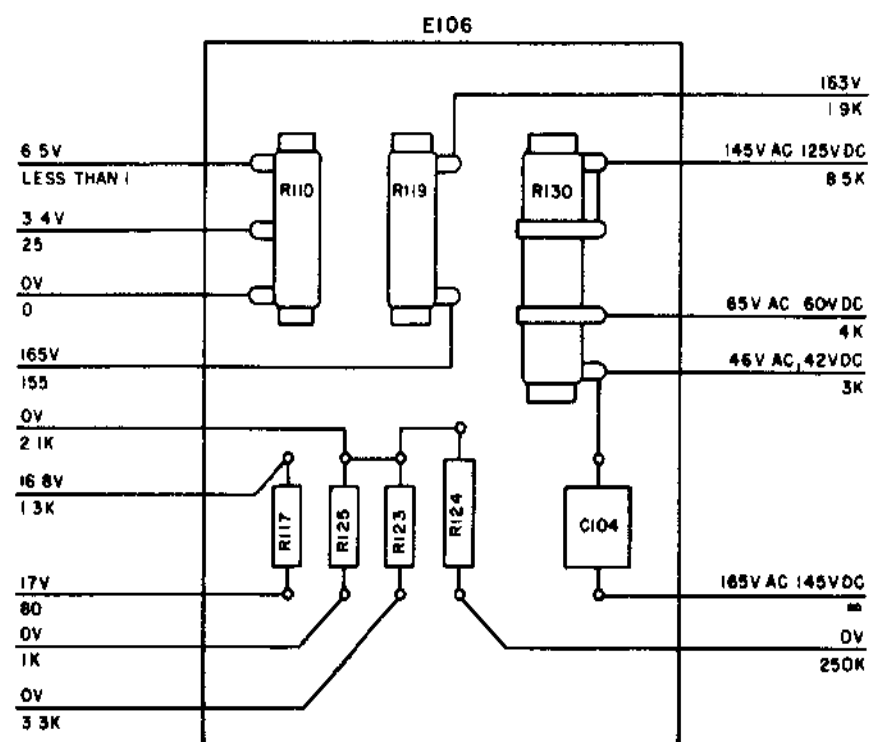 E106
163V
1 9K
6 5V
LESS THAN 1
145V AC 125V DC
8 5K
R110
R119
R130
3 4V
25
0V
0
65V AC 60V DC
4K
165V
155
46V AC, 42V DC
3K
0V
2 1K
16 8V
1 3K
R117
R125
R123
R124
C104
17V
80
165V AC 145V DC
∞
0V
1K
0V
250K
0V
3 3K